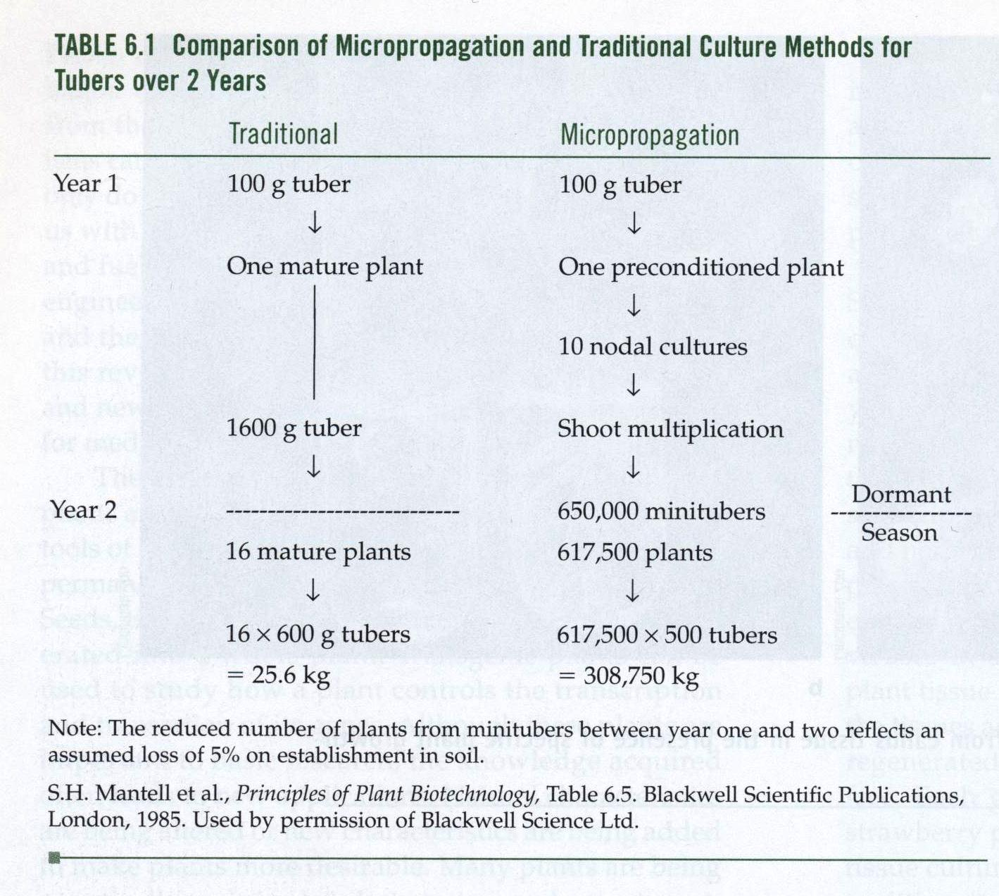 TABLE 6.1 Comparison of Micropropagation and Traditional Culture Methods for
Tubers over 2 Years
Traditional Micropropagation
Year 1 100 g tuber 100 g tuber
↓ ↓
One mature plant One preconditioned plant
↓
10 nodal cultures
↓
1600 g tuber Shoot multiplication
↓ ↓
Year 2 650,000 minitubers Dormant
Season
16 mature plants 617,500 plants
↓ ↓
16 × 600 g tubers 617,500 × 500 tubers
= 25.6 kg = 308,750 kg
Note: The reduced number of plants from minitubers between year one and two reflects an
assumed loss of 5% on establishment in soil.
S.H. Mantell et al., Principles of Plant Biotechnology, Table 6.5. Blackwell Scientific Publications,
London, 1985. Used by permission of Blackwell Science Ltd.